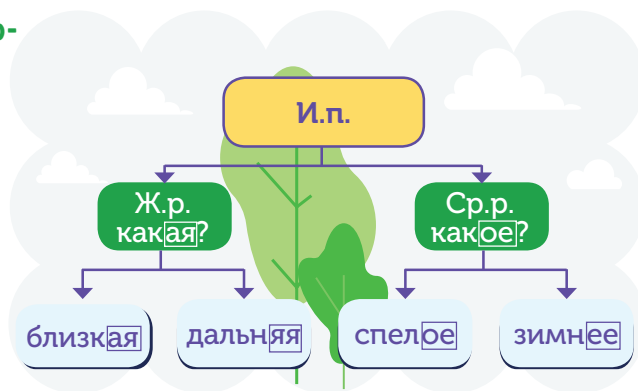 И.п.
Ж.р.
какая?
Ср.р.
какое?
близкая
дальняя
спелое
зимнее